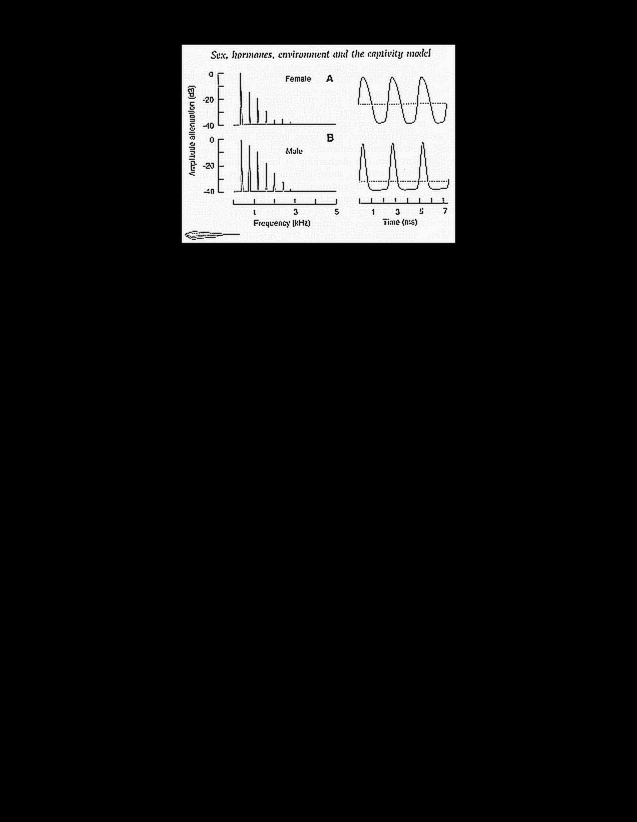 Sex, hormones, environment and the captivity model
Amplitude attenuation (dB)
0
-20
-40
Female
A
0
-20
-40
Male
B
1 3 5
Frequency (kHz)
1 3 5 7
Time (ms)